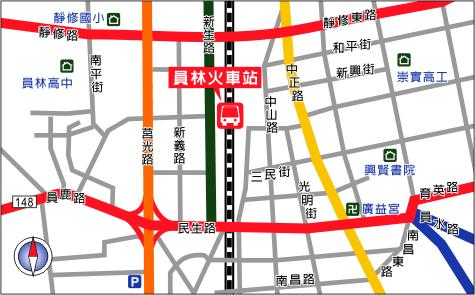 靜修國小
靜修路
新生路
靜修東路
和平街
新興街
崇實高工
南平街
員林高中
員林火車站
中正路
中山路
莒光路
新義路
三民街
光明街
興賢書院
育英路
148
員鹿路
民生路
廣益宮
員水路
南昌東路
南昌路
P